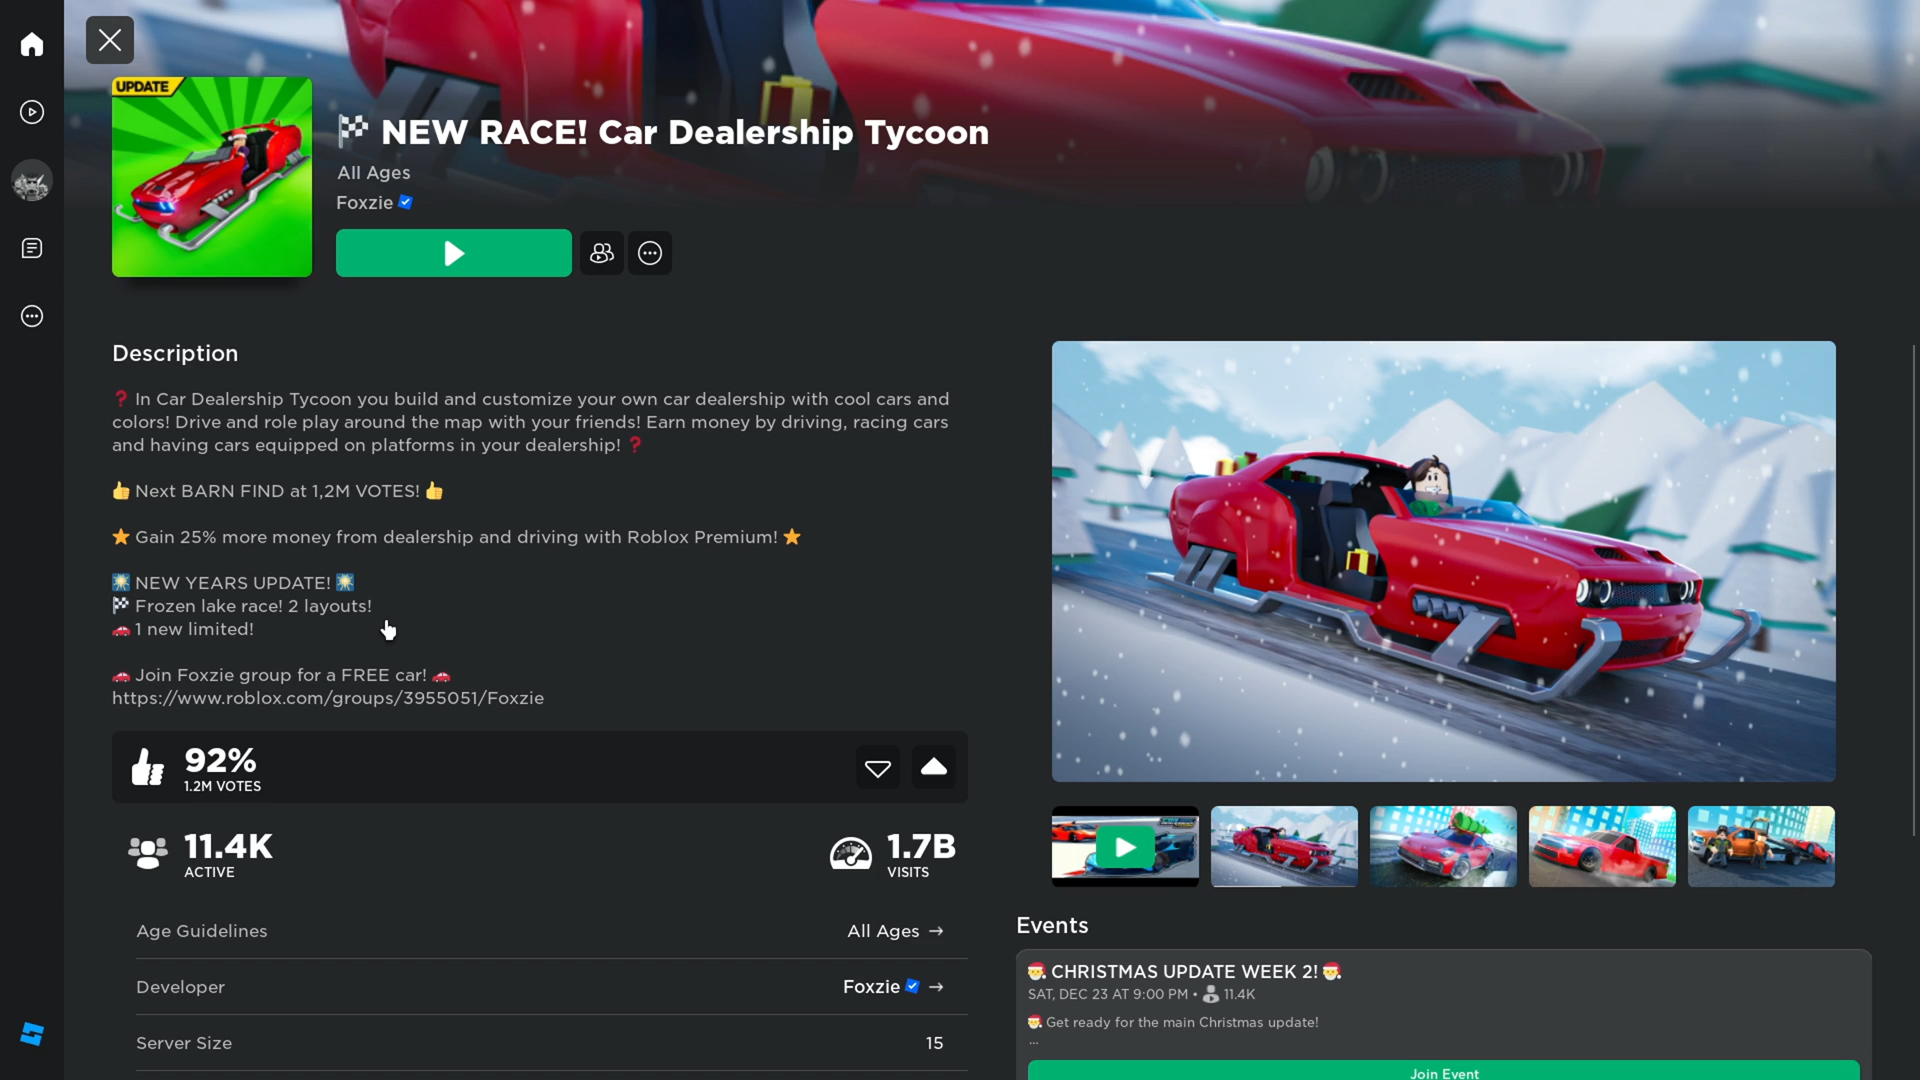 UPDATE
🏁 NEW RACE! Car Dealership Tycoon
All Ages
Foxzie
Description
❓ In Car Dealership Tycoon you build and customize your own car dealership with cool cars and
colors! Drive and role play around the map with your friends! Earn money by driving, racing cars
and having cars equipped on platforms in your dealership! ❓
👍 Next BARN FIND at 1,2M VOTES! 👍
⭐ Gain 25% more money from dealership and driving with Roblox Premium! ⭐
🎇 NEW YEARS UPDATE! 🎇
🏁 Frozen lake race! 2 layouts!
🚗 1 new limited!
🚗 Join Foxzie group for a FREE car! 🚗
https://www.roblox.com/groups/3955051/Foxzie
92%
1.2M VOTES
11.4K
ACTIVE
1.7B
VISITS
Age Guidelines
All Ages →
Developer
Foxzie →
Server Size
15
Events
🎅 CHRISTMAS UPDATE WEEK 2! 🎅
SAT, DEC 23 AT 9:00 PM • 11.4K
🎅 Get ready for the main Christmas update!
...
Join Event